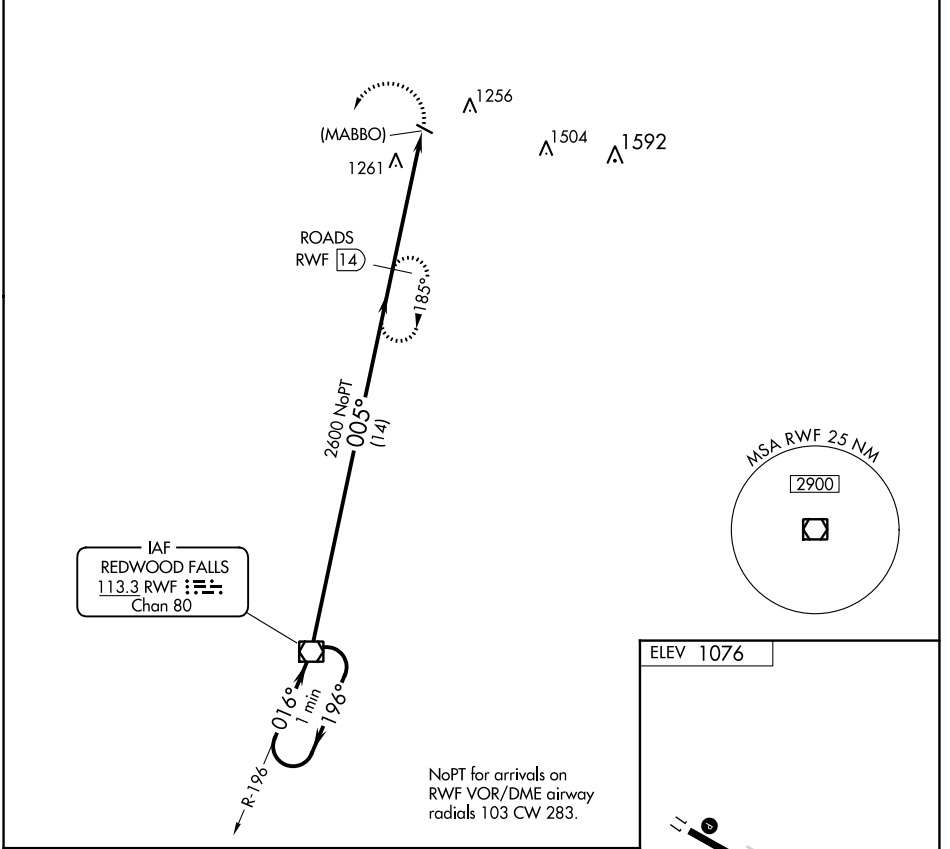 1256
(MABBO)
1504
1592
1261
ROADS
RWF 14
185°
2600 NoPT
005°
(14)
MSA RWF 25 NM
2900
IAF
REDWOOD FALLS
113.3 RWF
Chan 80
ELEV 1076
016°
1 min
196°
R-196
NoPT for arrivals on
RWF VOR/DME airway
radials 103 CW 283.
11
P